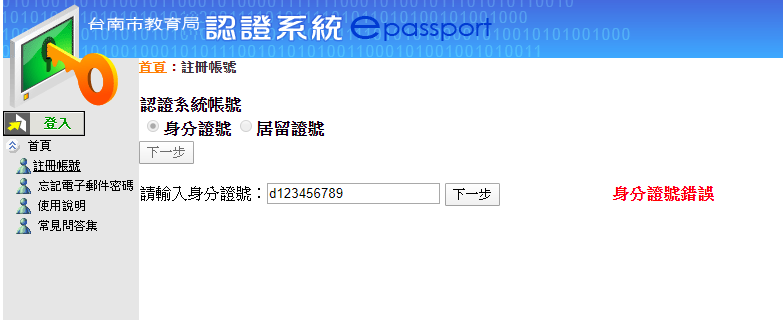 台南市教育局 認證系統 epassport
首頁：註冊帳號
認證系統帳號
身分證號 居留證號
下一步
請輸入身分證號：d123456789 下一步 身分證號錯誤
登入
首頁
註冊帳號
忘記電子郵件密碼
使用說明
常見問答集